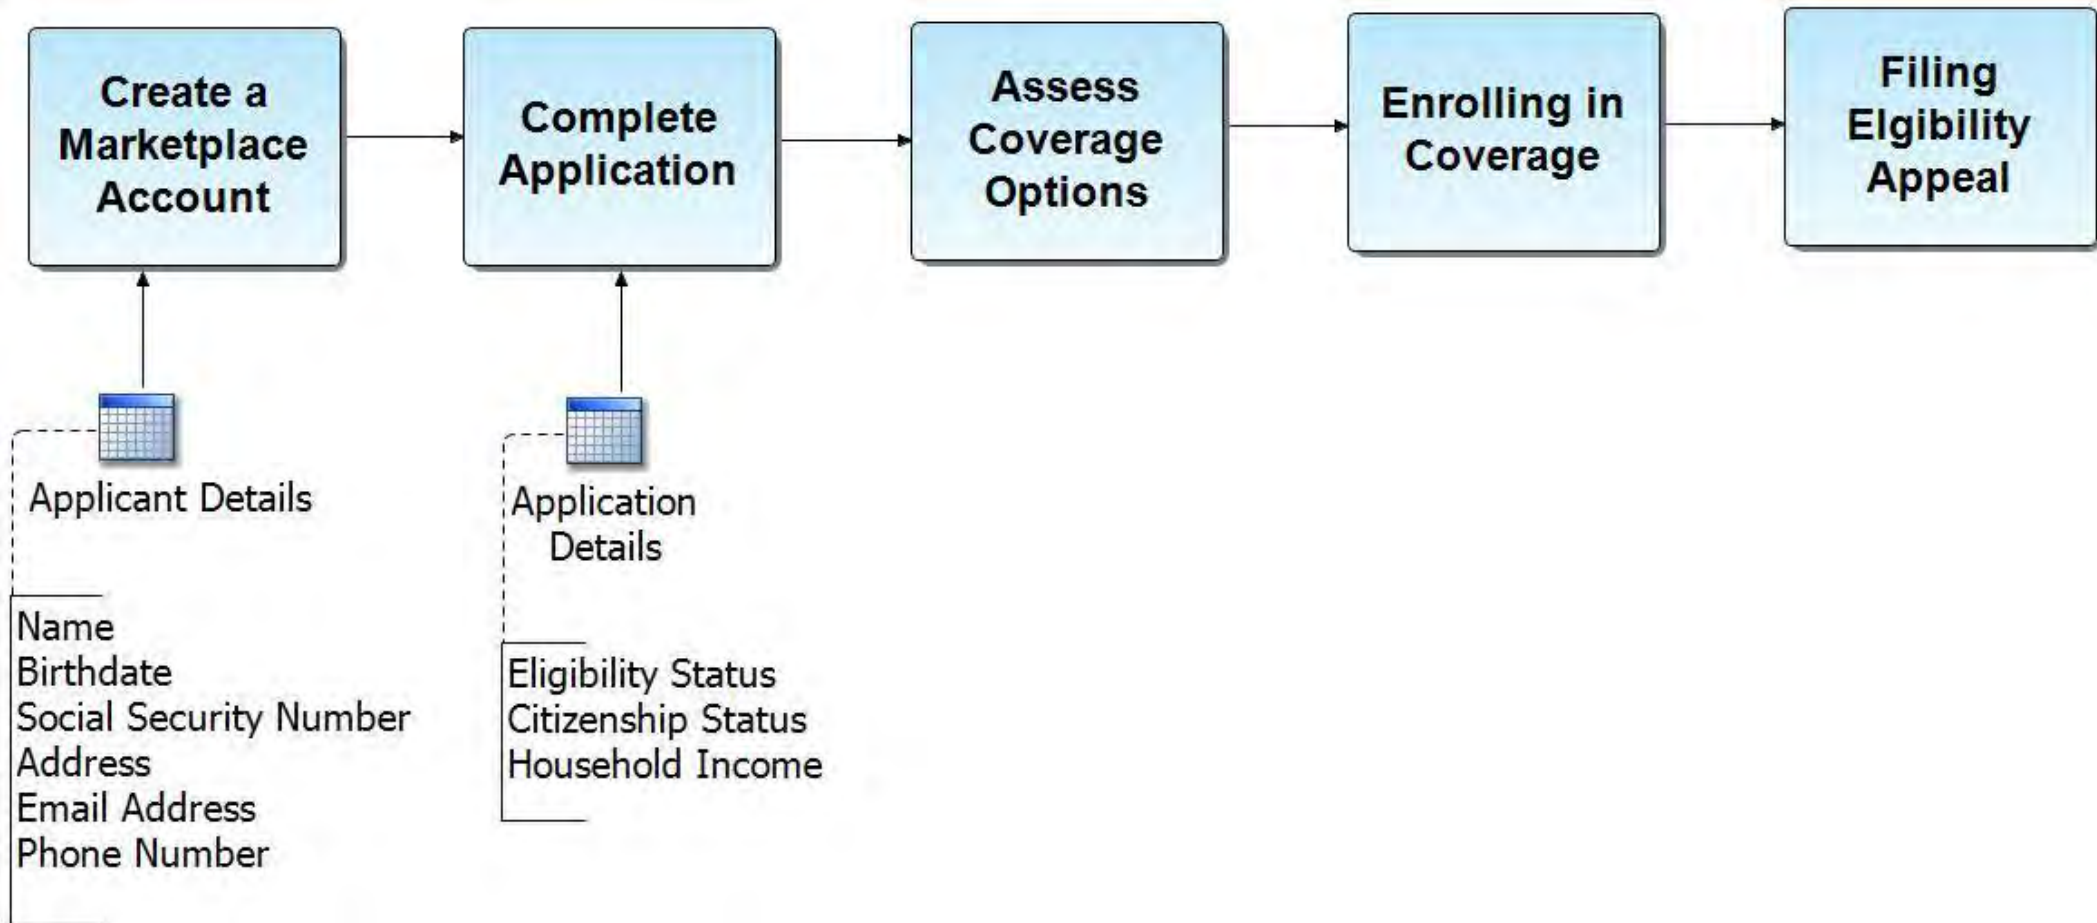 Create a
Marketplace
Account
Complete
Application
Assess
Coverage
Options
Enrolling in
Coverage
Filing
Elgibility
Appeal
Applicant Details
Name
Birthdate
Social Security Number
Address
Email Address
Phone Number
Application
Details
Eligibility Status
Citizenship Status
Household Income